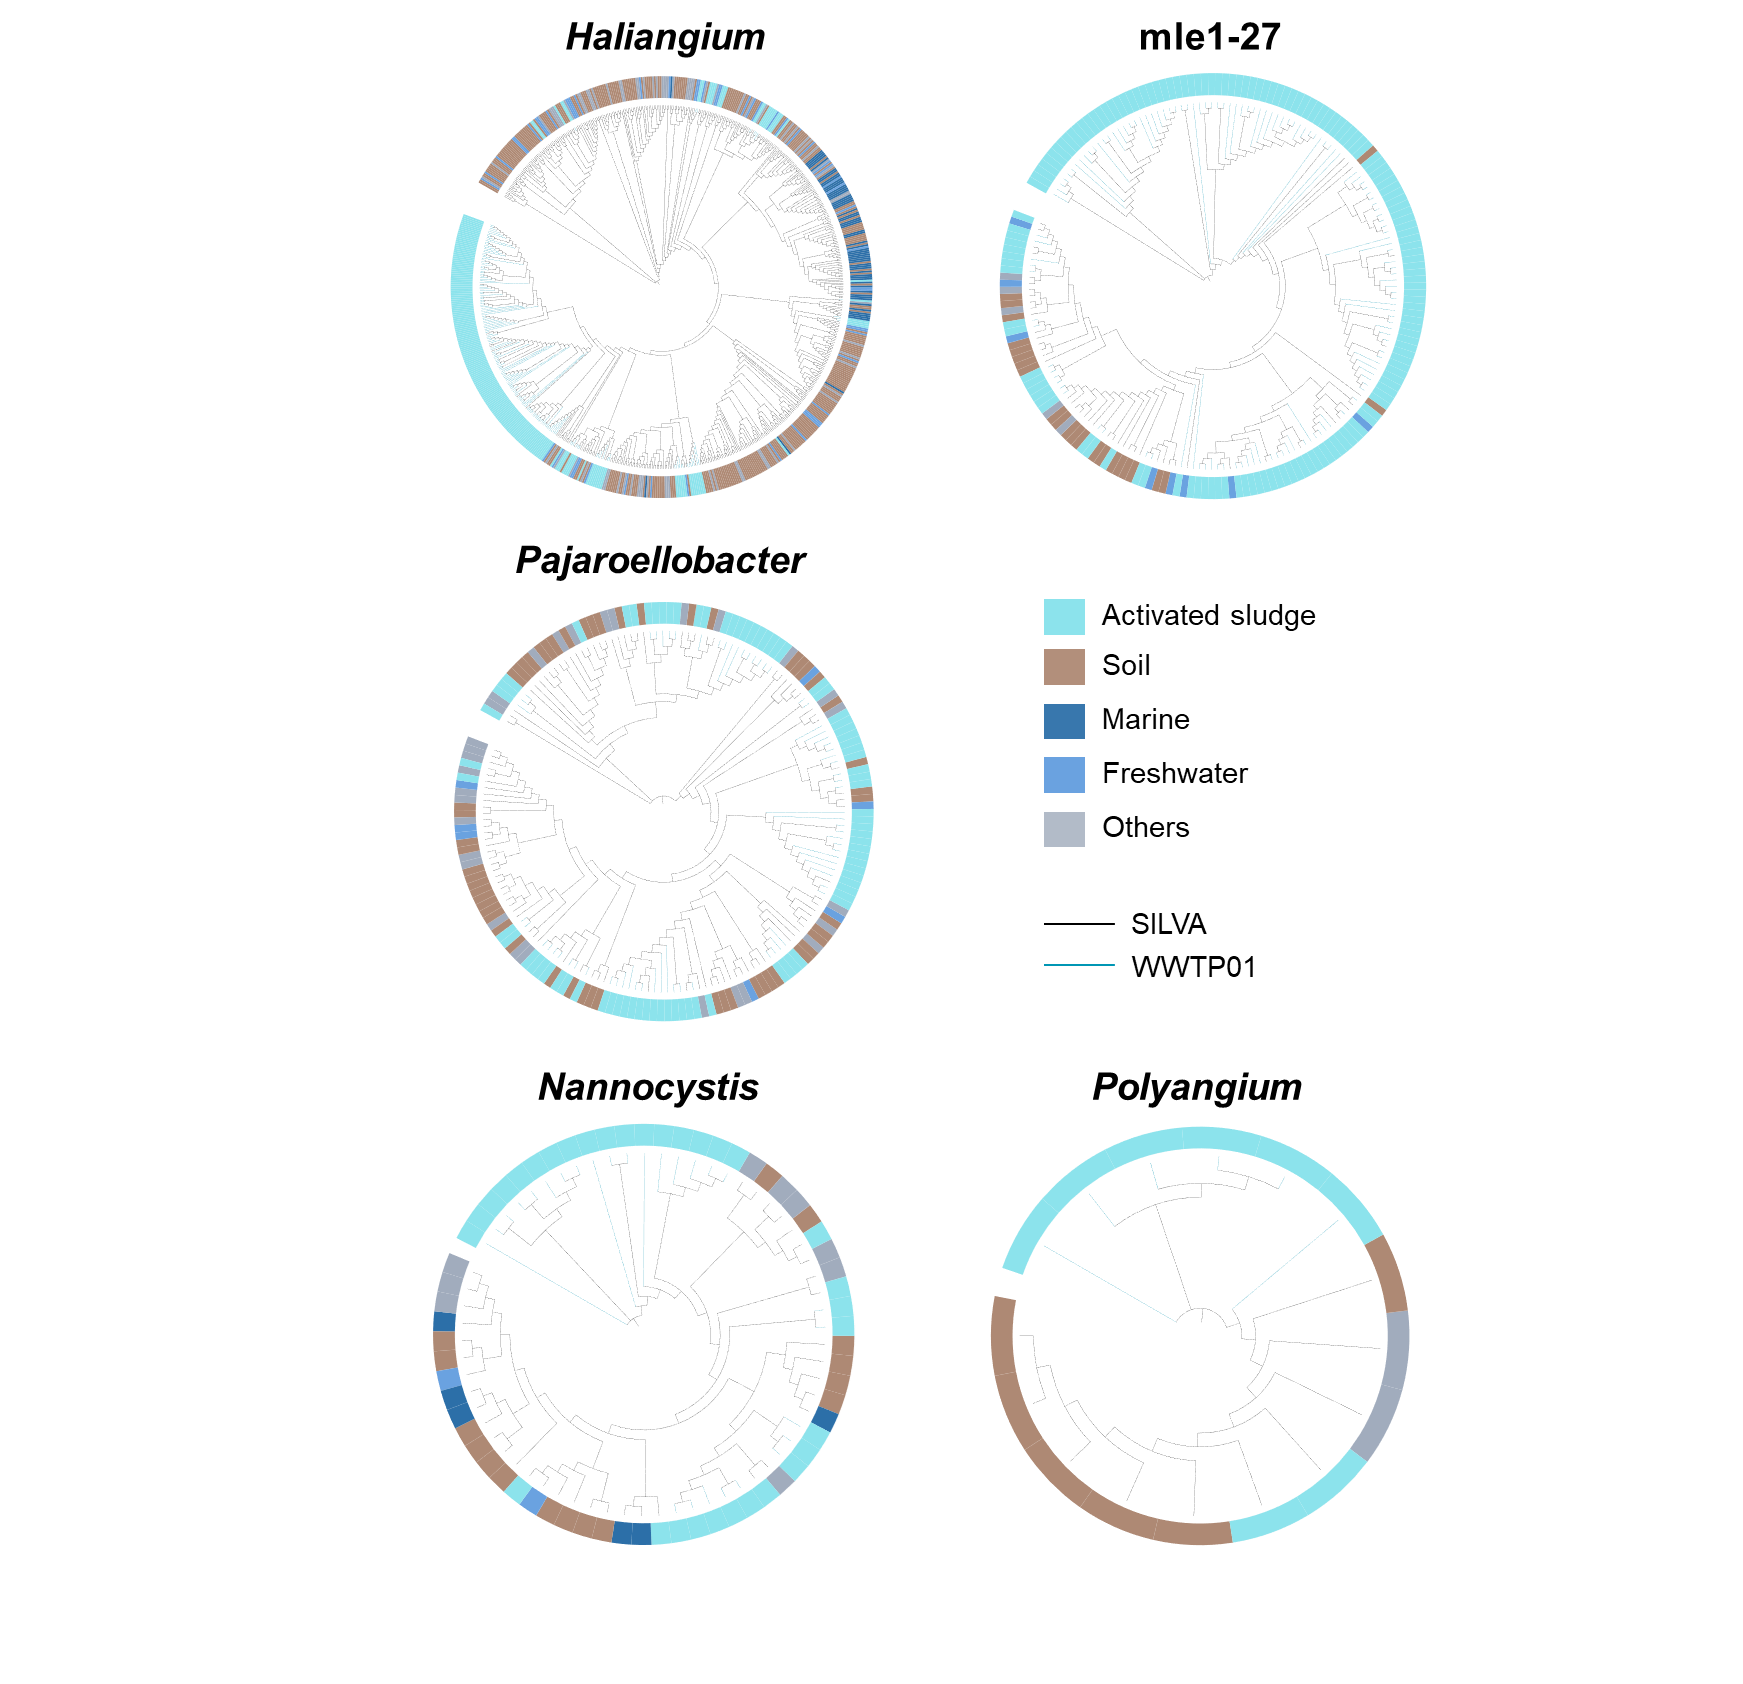 Haliangium
mle1-27
Pajaroellobacter
Activated sludge
Soil
Marine
Freshwater
Others
SILVA
WWTP01
Nannocystis
Polyangium